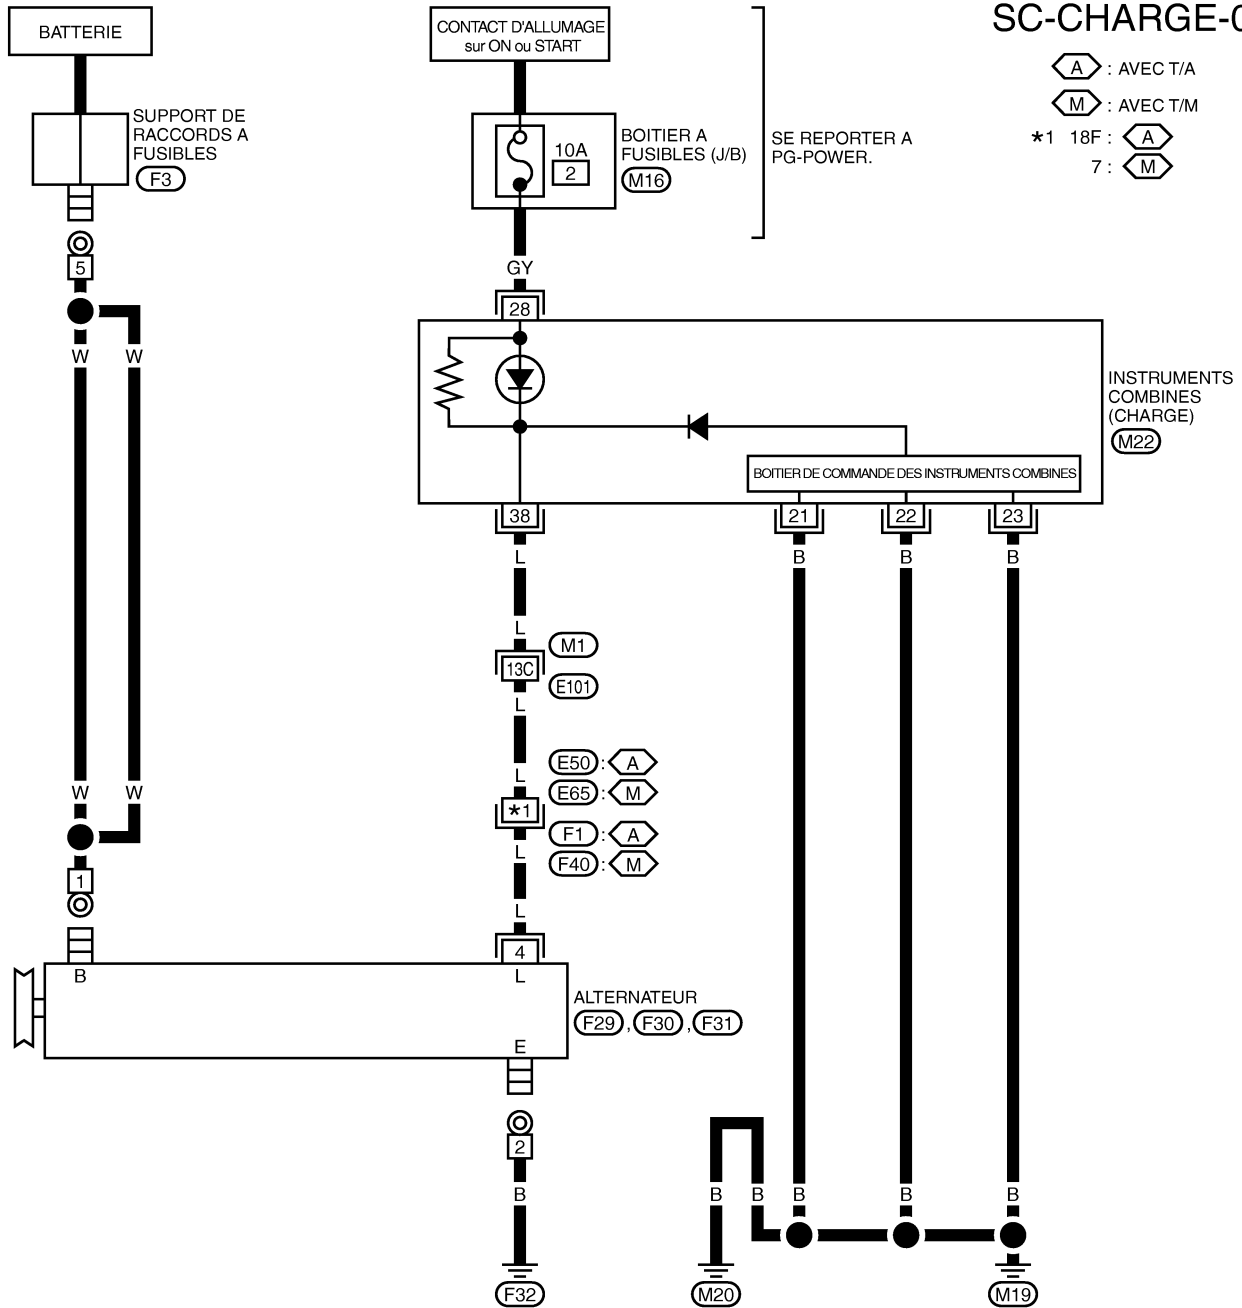 SC-CHARGE-0
BATTERIE
CONTACT D'ALLUMAGE
sur ON ou START
A : AVEC T/A
M : AVEC T/M
*1 18F : A
7 : M
SUPPORT DE
RACCORDS A
FUSIBLES
F3
10A
2
BOITIER A
FUSIBLES (J/B)
M16
SE REPORTER A
PG-POWER.
5
GY
28
W W
INSTRUMENTS
COMBINES
(CHARGE)
M22
BOITIER DE COMMANDE DES INSTRUMENTS COMBINES
38 21 22 23
L B B B
L
M1
13C
E101
L
E50 : A
L
E65 : M
W W
*1
F1 : A
L
F40 : M
1
L
4
B L
ALTERNATEUR
F29 , F30 , F31
E
2
B B B B B B
F32 M20 M19